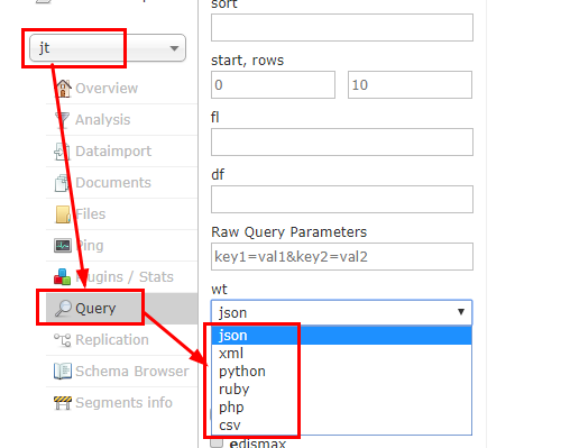 sort
jt
start, rows
0
10
Overview
Analysis
fl
Dataimport
df
Documents
Files
Raw Query Parameters
key1=val1&key2=val2
Ping
Plugins / Stats
wt
json
Query
json
xml
python
ruby
php
csv
Replication
Schema Browser
Segments info
edismax